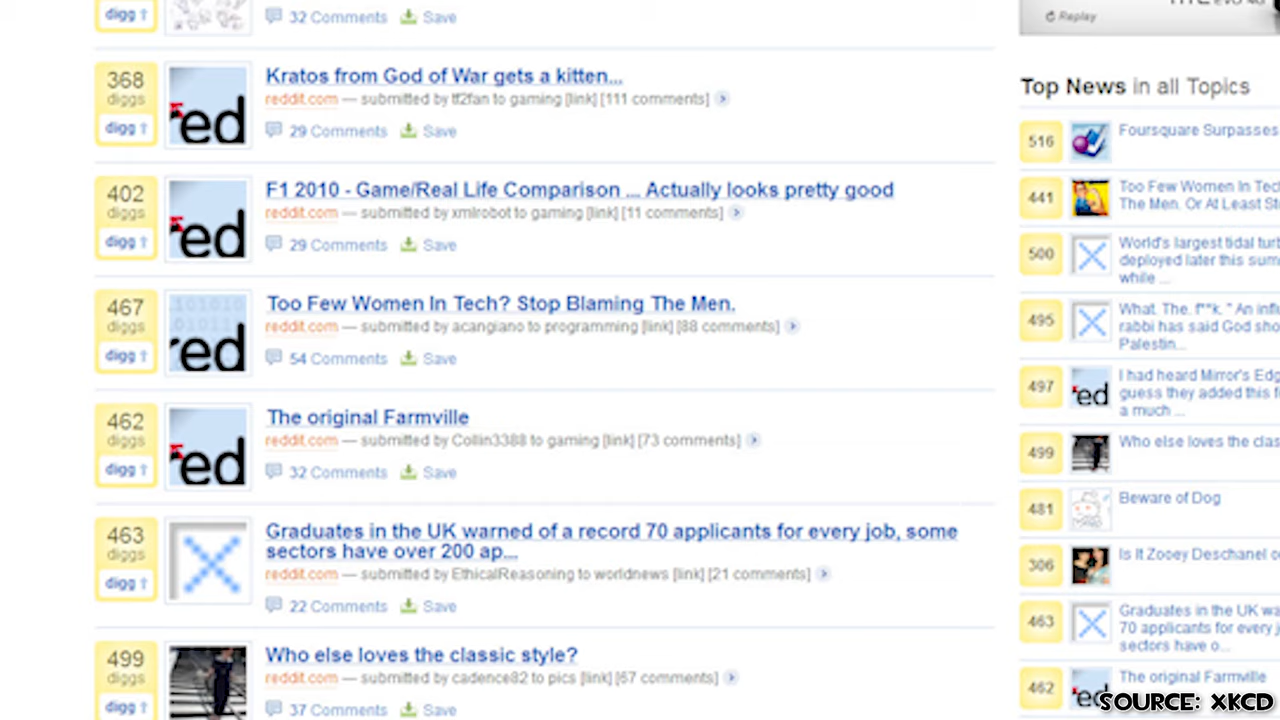 digg
32 Comments Save
368
diggs
digg
ed
Kratos from God of War gets a kitten...
reddit.com — submitted by tf2fan to gaming [link] [111 comments]
29 Comments Save
402
diggs
digg
ed
F1 2010 - Game/Real Life Comparison ... Actually looks pretty good
reddit.com — submitted by xmlrobot to gaming [link] [11 comments]
29 Comments Save
467
diggs
digg
ed
Too Few Women In Tech? Stop Blaming The Men.
reddit.com — submitted by acangiano to programming [link] [88 comments]
54 Comments Save
462
diggs
digg
ed
The original Farmville
reddit.com — submitted by Collin3388 to gaming [link] [73 comments]
32 Comments Save
463
diggs
digg
Graduates in the UK warned of a record 70 applicants for every job, some
sectors have over 200 ap...
reddit.com — submitted by EthicalReasoning to worldnews [link] [21 comments]
22 Comments Save
499
diggs
digg
Who else loves the classic style?
reddit.com — submitted by cadence82 to pics [link] [67 comments]
37 Comments Save
Replay
Top News in all Topics
516
Foursquare Surpasses
441
Too Few Women In Tech
The Men. Or At Least St
500
World's largest tidal turb
deployed later this sum
while ...
495
What. The. f**k. " An influ
rabbi has said God sho
Palestin...
497
ed
I had heard Mirror's Edg
guess they added this f
a much ...
499
Who else loves the clas
481
Beware of Dog
306
Is It Zooey Deschanel o
463
Graduates in the UK wa
70 applicants for every j
sectors have o...
462
ed
The original Farmville
SOURCE: XKCD